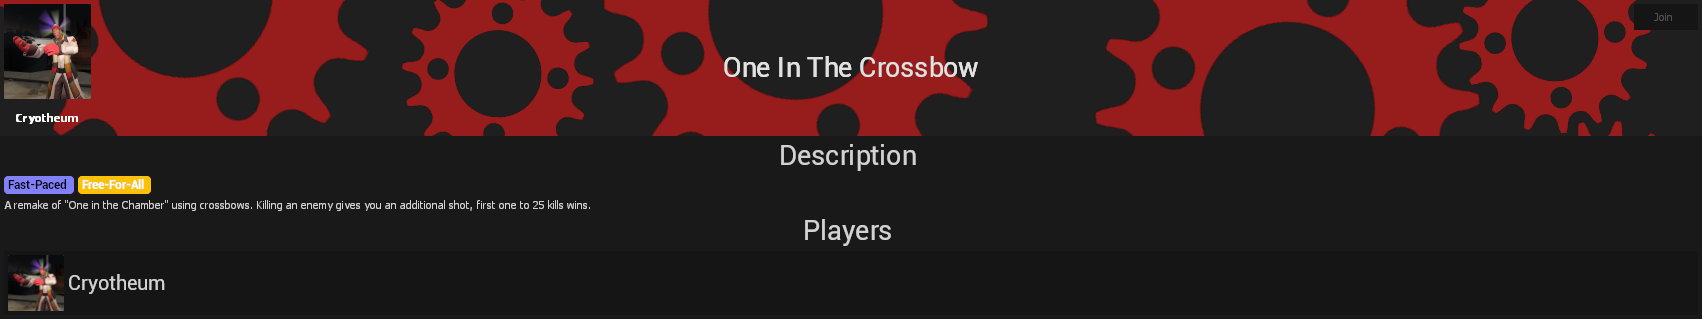 Join
One In The Crossbow
Cryotheum
Description
Fast-Paced Free-For-All
A remake of "One in the Chamber" using crossbows. Killing an enemy gives you an additional shot, first one to 25 kills wins.
Players
Cryotheum